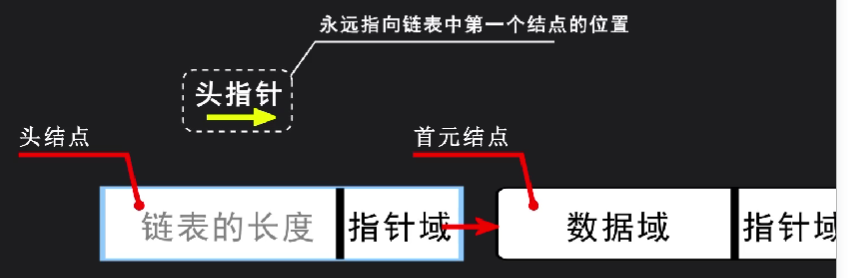 永远指向链表中第一个结点的位置
头指针
头结点
首元结点
链表的长度
指针域
数据域
指针域